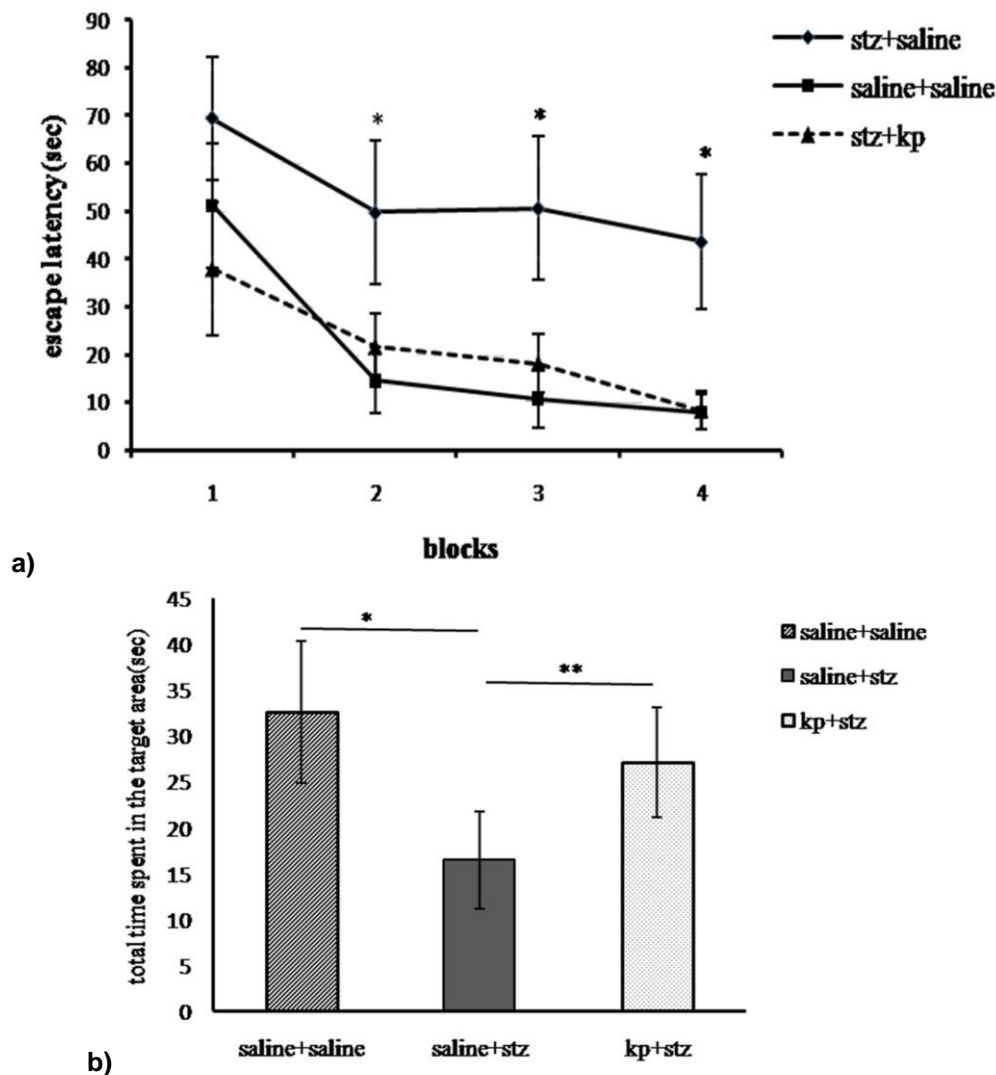 90
80
70
60
50
40
30
20
10
0
escape latency(sec)
* * *
stz+saline
saline+saline
stz+kp
1 2 3 4
blocks
a)
45
40
35
30
25
20
15
10
5
0
total time spent in the target area(sec)
*
**
saline+saline
saline+stz
kp+stz
saline+saline saline+stz kp+stz
b)